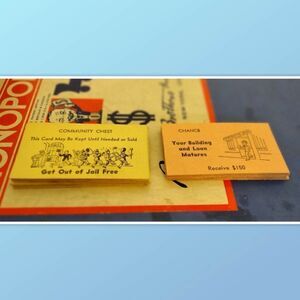 MONOPO
COMMUNITY CHEST
This Card May Be Kept Until Needed or Sold
Get Out of Jail Free
CHANCE
Your Building
and Loan
Matures
Receive $150